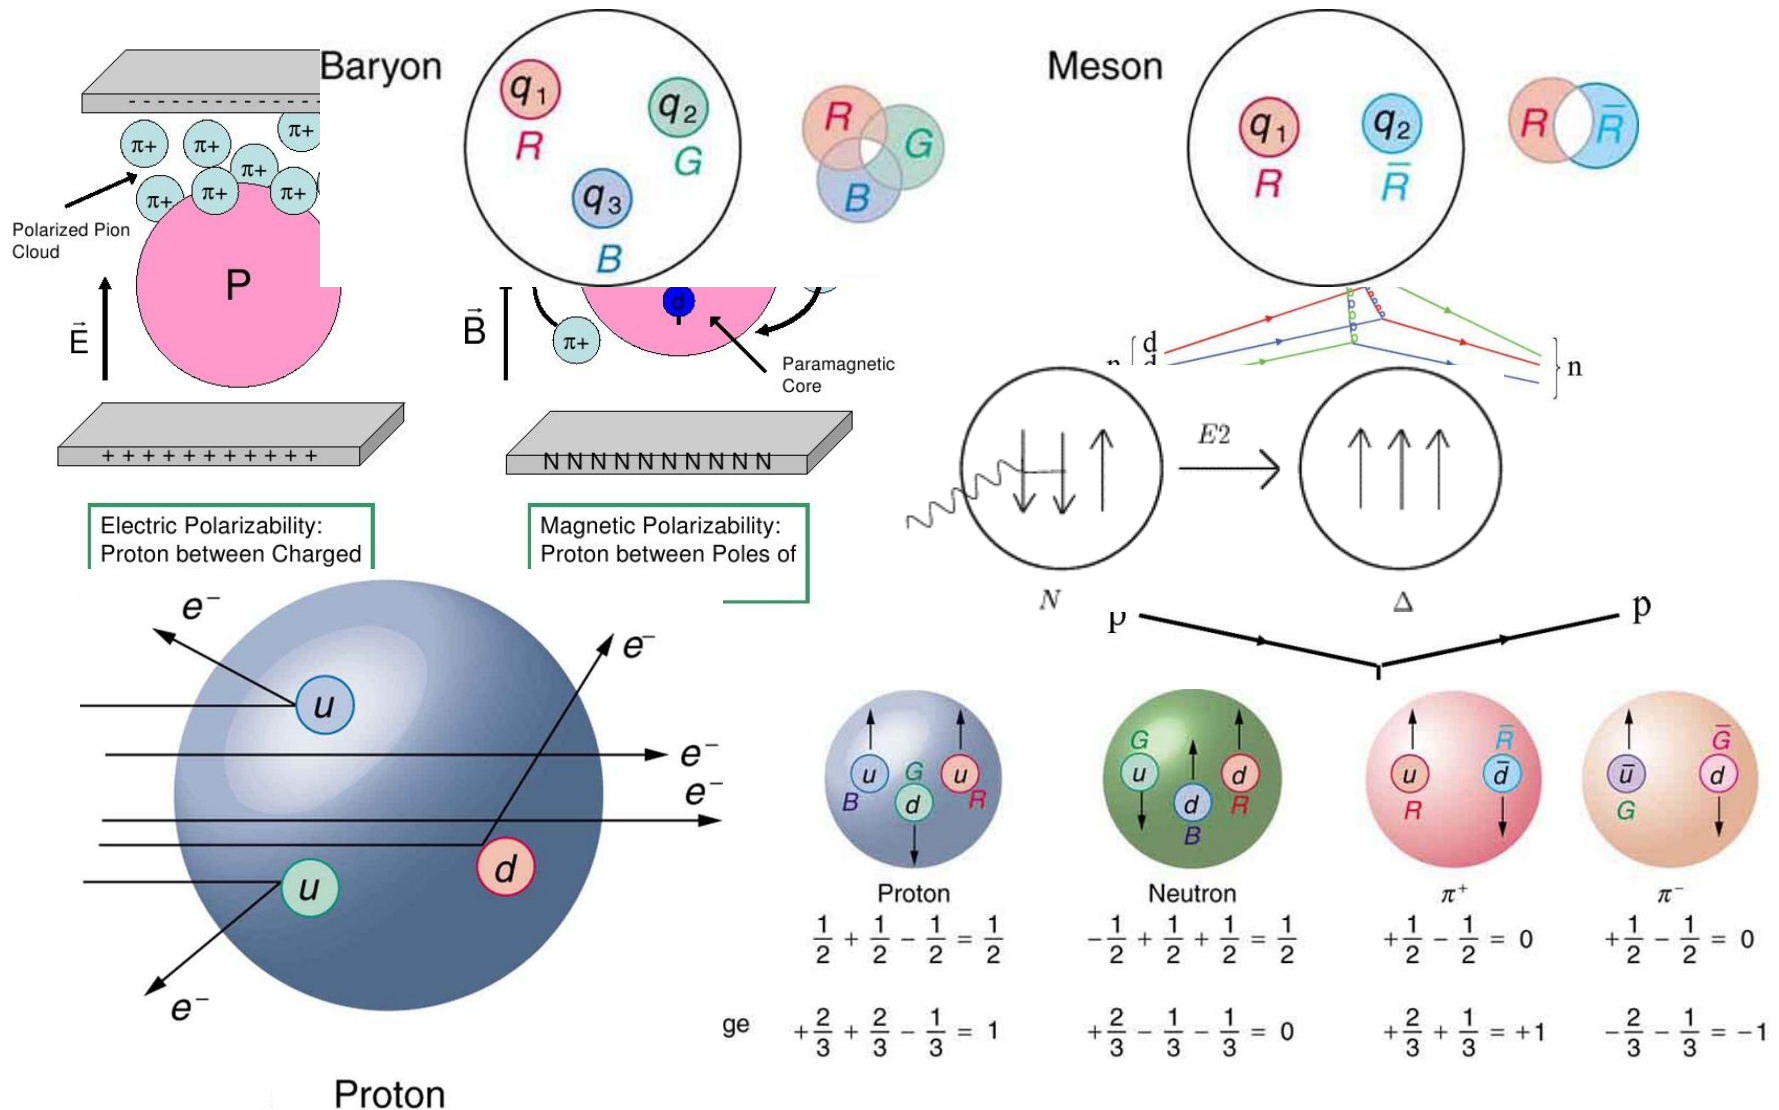 Baryon
q1
R
q2
G
q3
B
R
G
B
Meson
q1
R
q2
R̅
R
R̅
- - - - - - - - - - - - - -
π+
π+
π+
π+
π+
π+
π+
Polarized Pion
Cloud
P
E⃗
+ + + + + + + + + + +
Electric Polarizability:
Proton between Charged
B⃗
π+
d
Paramagnetic
Core
N N N N N N N N N N N
Magnetic Polarizability:
Proton between Poles of
d
n
n
E2
N
Δ
p
p
e⁻
e⁻
u
e⁻
e⁻
d
u
e⁻
Proton
u
B
G
d
u
R
Proton
1/2 + 1/2 − 1/2 = 1/2
ge
+2/3 + 2/3 − 1/3 = 1
G
u
d
B
d
R
Neutron
−1/2 + 1/2 + 1/2 = 1/2
+2/3 − 1/3 − 1/3 = 0
u
R
R̅
d̅
π⁺
+1/2 − 1/2 = 0
+2/3 + 1/3 = +1
u̅
G
G̅
d
π⁻
+1/2 − 1/2 = 0
−2/3 − 1/3 = −1